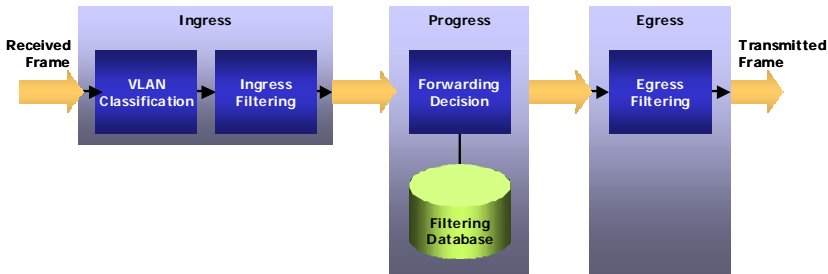 Ingress
Progress
Egress
Received
Frame
VLAN
Classification
Ingress
Filtering
Forwarding
Decision
Egress
Filtering
Transmitted
Frame
Filtering
Database